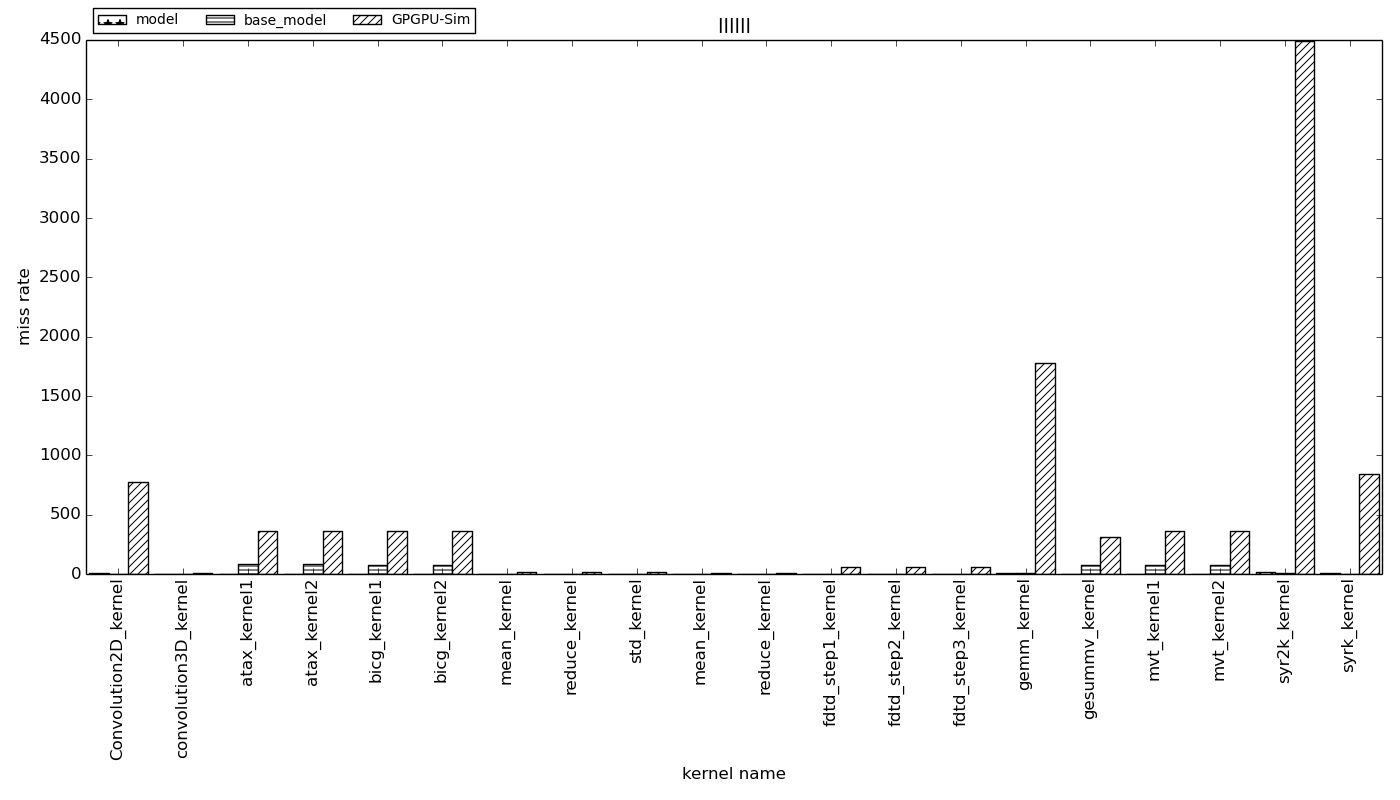 model base_model GPGPU-Sim
llllll
4500
4000
3500
3000
2500
2000
1500
1000
500
0
miss rate
Convolution2D_kernel
convolution3D_kernel
atax_kernel1
atax_kernel2
bicg_kernel1
bicg_kernel2
mean_kernel
reduce_kernel
std_kernel
mean_kernel
reduce_kernel
fdtd_step1_kernel
fdtd_step2_kernel
fdtd_step3_kernel
gemm_kernel
gesummv_kernel
mvt_kernel1
mvt_kernel2
syr2k_kernel
syrk_kernel
kernel name